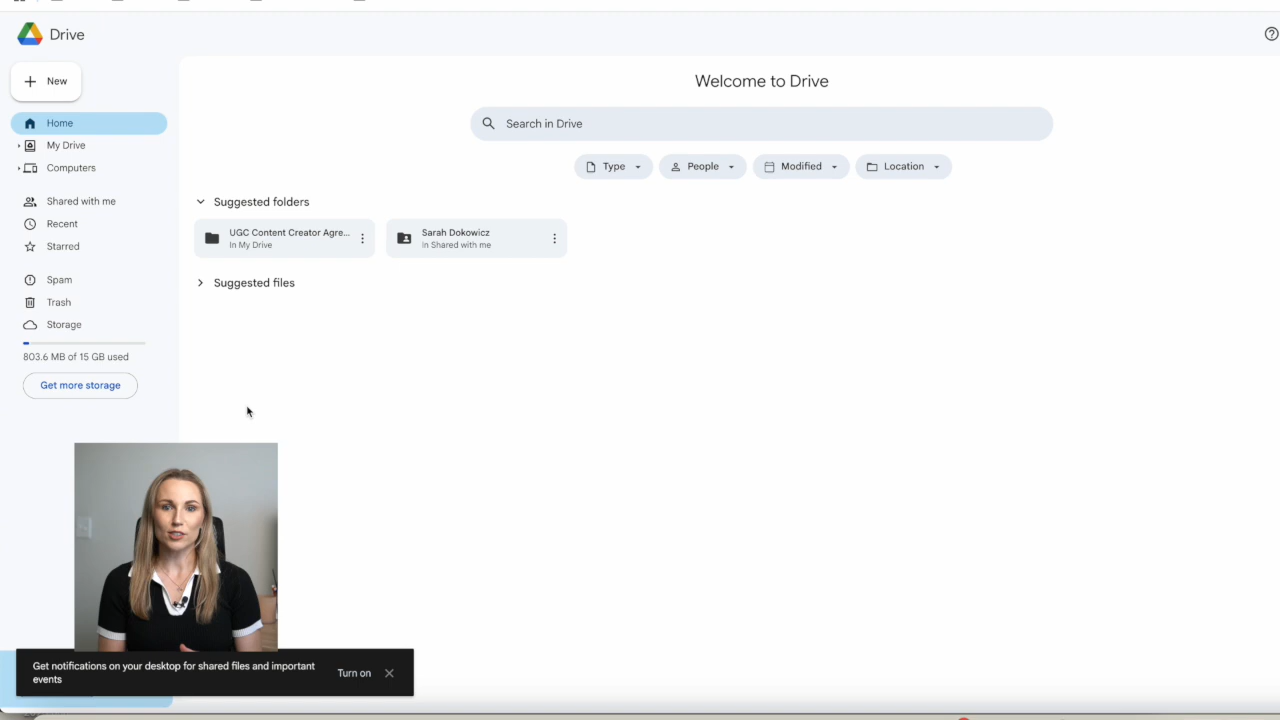 Drive
New
Home
My Drive
Computers
Shared with me
Recent
Starred
Spam
Trash
Storage
803.6 MB of 15 GB used
Get more storage
Welcome to Drive
Search in Drive
Type
People
Modified
Location
Suggested folders
UGC Content Creator Agre...
In My Drive
Sarah Dokowicz
In Shared with me
Suggested files
Get notifications on your desktop for shared files and important
events
Turn on